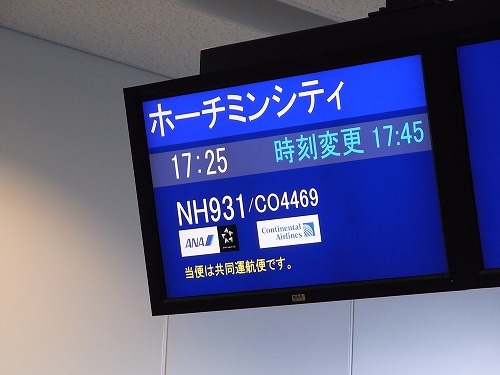 ホーチミンシティ
17:25 時刻変更 17:45
NH931/CO4469
ANA Continental Airlines
当便は共同運航便です。